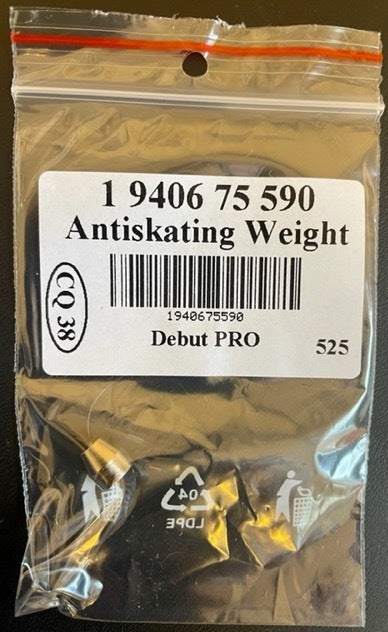 1 9406 75 590
Antiskating Weight
CQ 38
1940675590
Debut PRO
525
04
LDPE